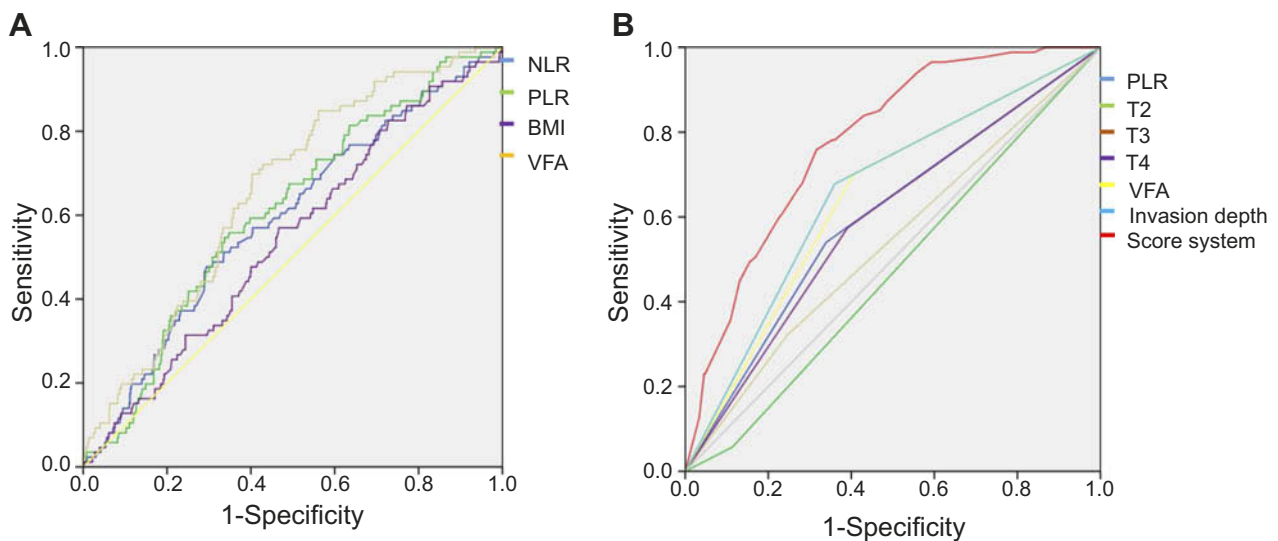 A
1.0
0.8
0.6
0.4
0.2
0.0
Sensitivity
0.0 0.2 0.4 0.6 0.8 1.0
1-Specificity
NLR
PLR
BMI
VFA
B
1.0
0.8
0.6
0.4
0.2
0.0
Sensitivity
0.0 0.2 0.4 0.6 0.8 1.0
1-Specificity
PLR
T2
T3
T4
VFA
Invasion depth
Score system